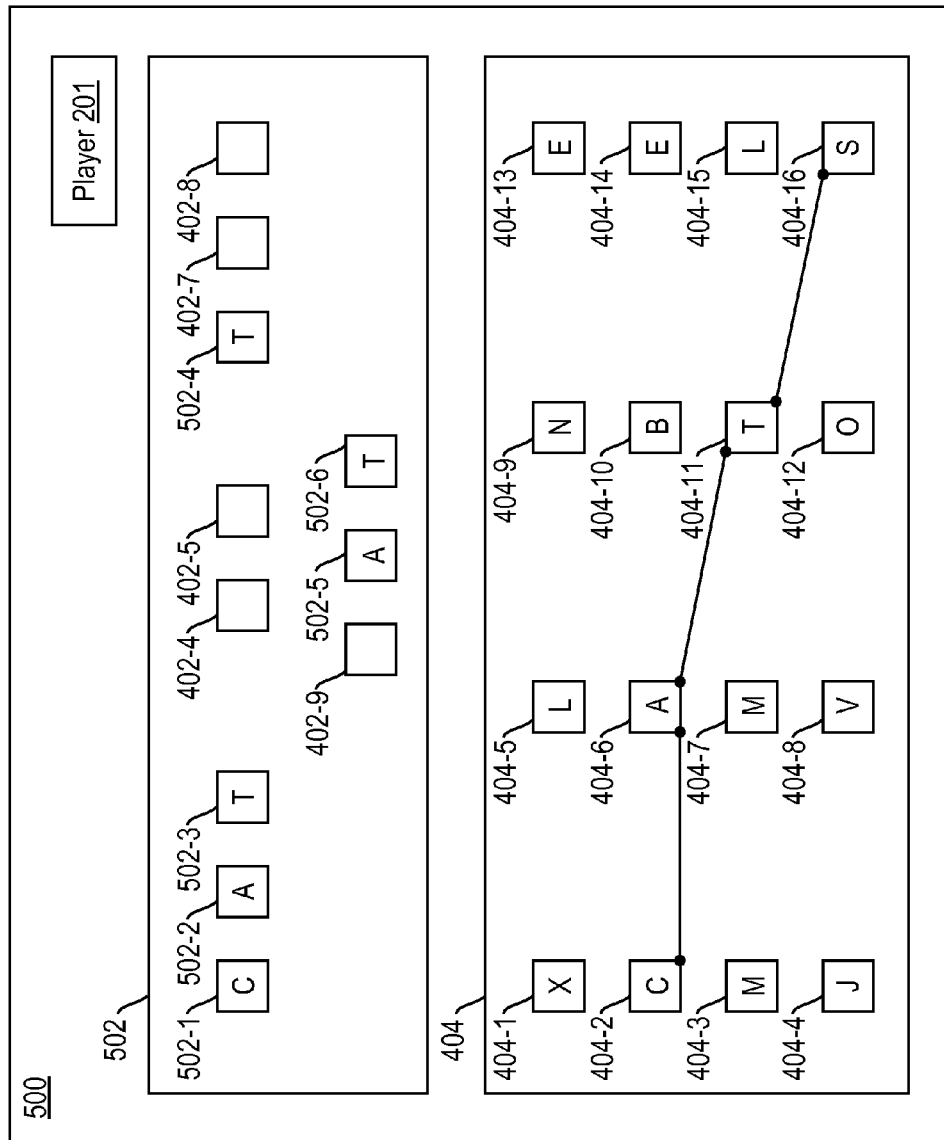 500
Player 201
502
502-1 502-2 502-3 402-4 402-5 502-4 402-7 402-8
C A T T
402-9 502-5 502-6
A T
404
404-1 404-5 404-9 404-13
X L N E
404-2 404-6 404-10 404-14
C A B E
404-3 404-7 404-11 404-15
M M T L
404-4 404-8 404-12 404-16
J V O S